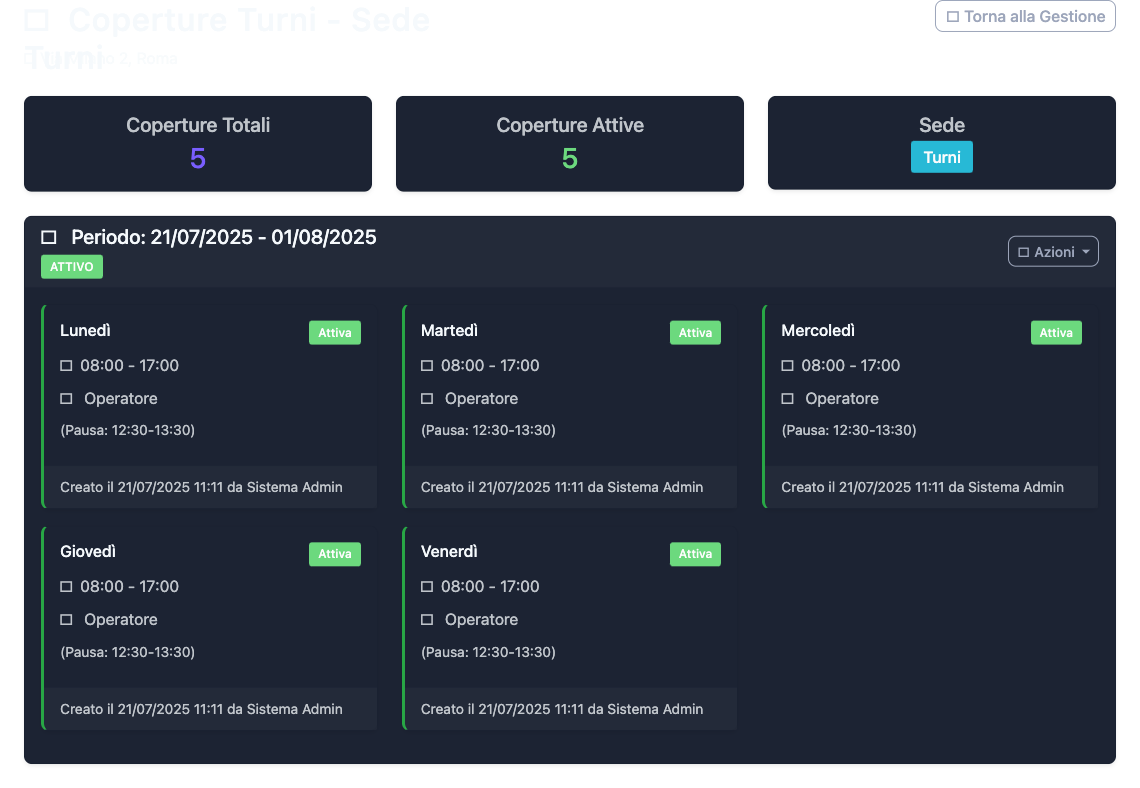 Coperture Turni - Sede
Turni
2, Roma
Torna alla Gestione
Coperture Totali
5
Coperture Attive
5
Sede
Turni
Periodo: 21/07/2025 - 01/08/2025
ATTIVO
Azioni
Lunedì
Attiva
08:00 - 17:00
Operatore
(Pausa: 12:30-13:30)
Creato il 21/07/2025 11:11 da Sistema Admin
Martedì
Attiva
08:00 - 17:00
Operatore
(Pausa: 12:30-13:30)
Creato il 21/07/2025 11:11 da Sistema Admin
Mercoledì
Attiva
08:00 - 17:00
Operatore
(Pausa: 12:30-13:30)
Creato il 21/07/2025 11:11 da Sistema Admin
Giovedì
Attiva
08:00 - 17:00
Operatore
(Pausa: 12:30-13:30)
Creato il 21/07/2025 11:11 da Sistema Admin
Venerdì
Attiva
08:00 - 17:00
Operatore
(Pausa: 12:30-13:30)
Creato il 21/07/2025 11:11 da Sistema Admin